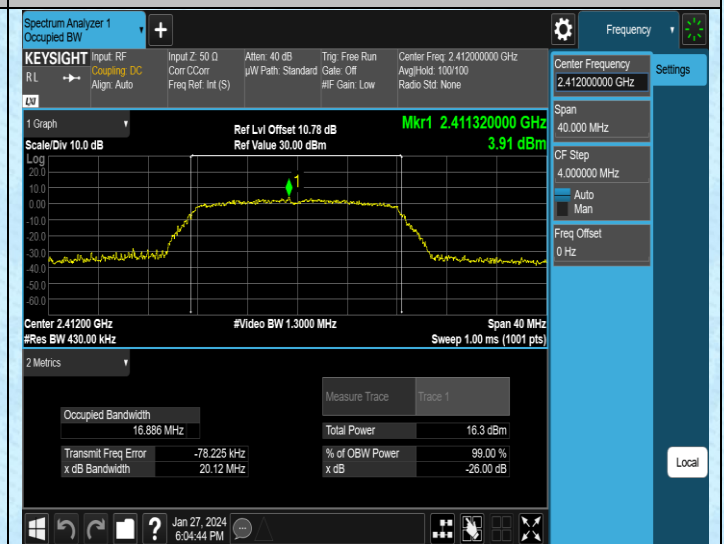 Spectrum Analyzer 1
Occupied BW
+
Frequency
KEYSIGHT
RL
LXI
Input: RF
Coupling: DC
Align: Auto
Input Z: 50 Ω
Corr CCorr
Freq Ref: Int (S)
Atten: 40 dB
µW Path: Standard
Trig: Free Run
Gate: Off
#IF Gain: Low
Center Freq: 2.412000000 GHz
Avg|Hold: 100/100
Radio Std: None
Center Frequency
2.412000000 GHz
Settings
Span
40.000 MHz
CF Step
4.000000 MHz
Auto
Man
Freq Offset
0 Hz
1 Graph
Scale/Div 10.0 dB
Ref Lvl Offset 10.78 dB
Ref Value 30.00 dBm
Mkr1 2.411320000 GHz
3.91 dBm
Log
20.0
10.0
0.00
-10.0
-20.0
-30.0
-40.0
-50.0
-60.0
1
Center 2.41200 GHz
#Res BW 430.00 kHz
#Video BW 1.3000 MHz
Span 40 MHz
Sweep 1.00 ms (1001 pts)
2 Metrics
Measure Trace
Trace 1
Occupied Bandwidth
16.886 MHz
Total Power
16.3 dBm
Transmit Freq Error
-78.225 kHz
% of OBW Power
99.00 %
x dB Bandwidth
20.12 MHz
x dB
-26.00 dB
Local
?
Jan 27, 2024
6:04:44 PM